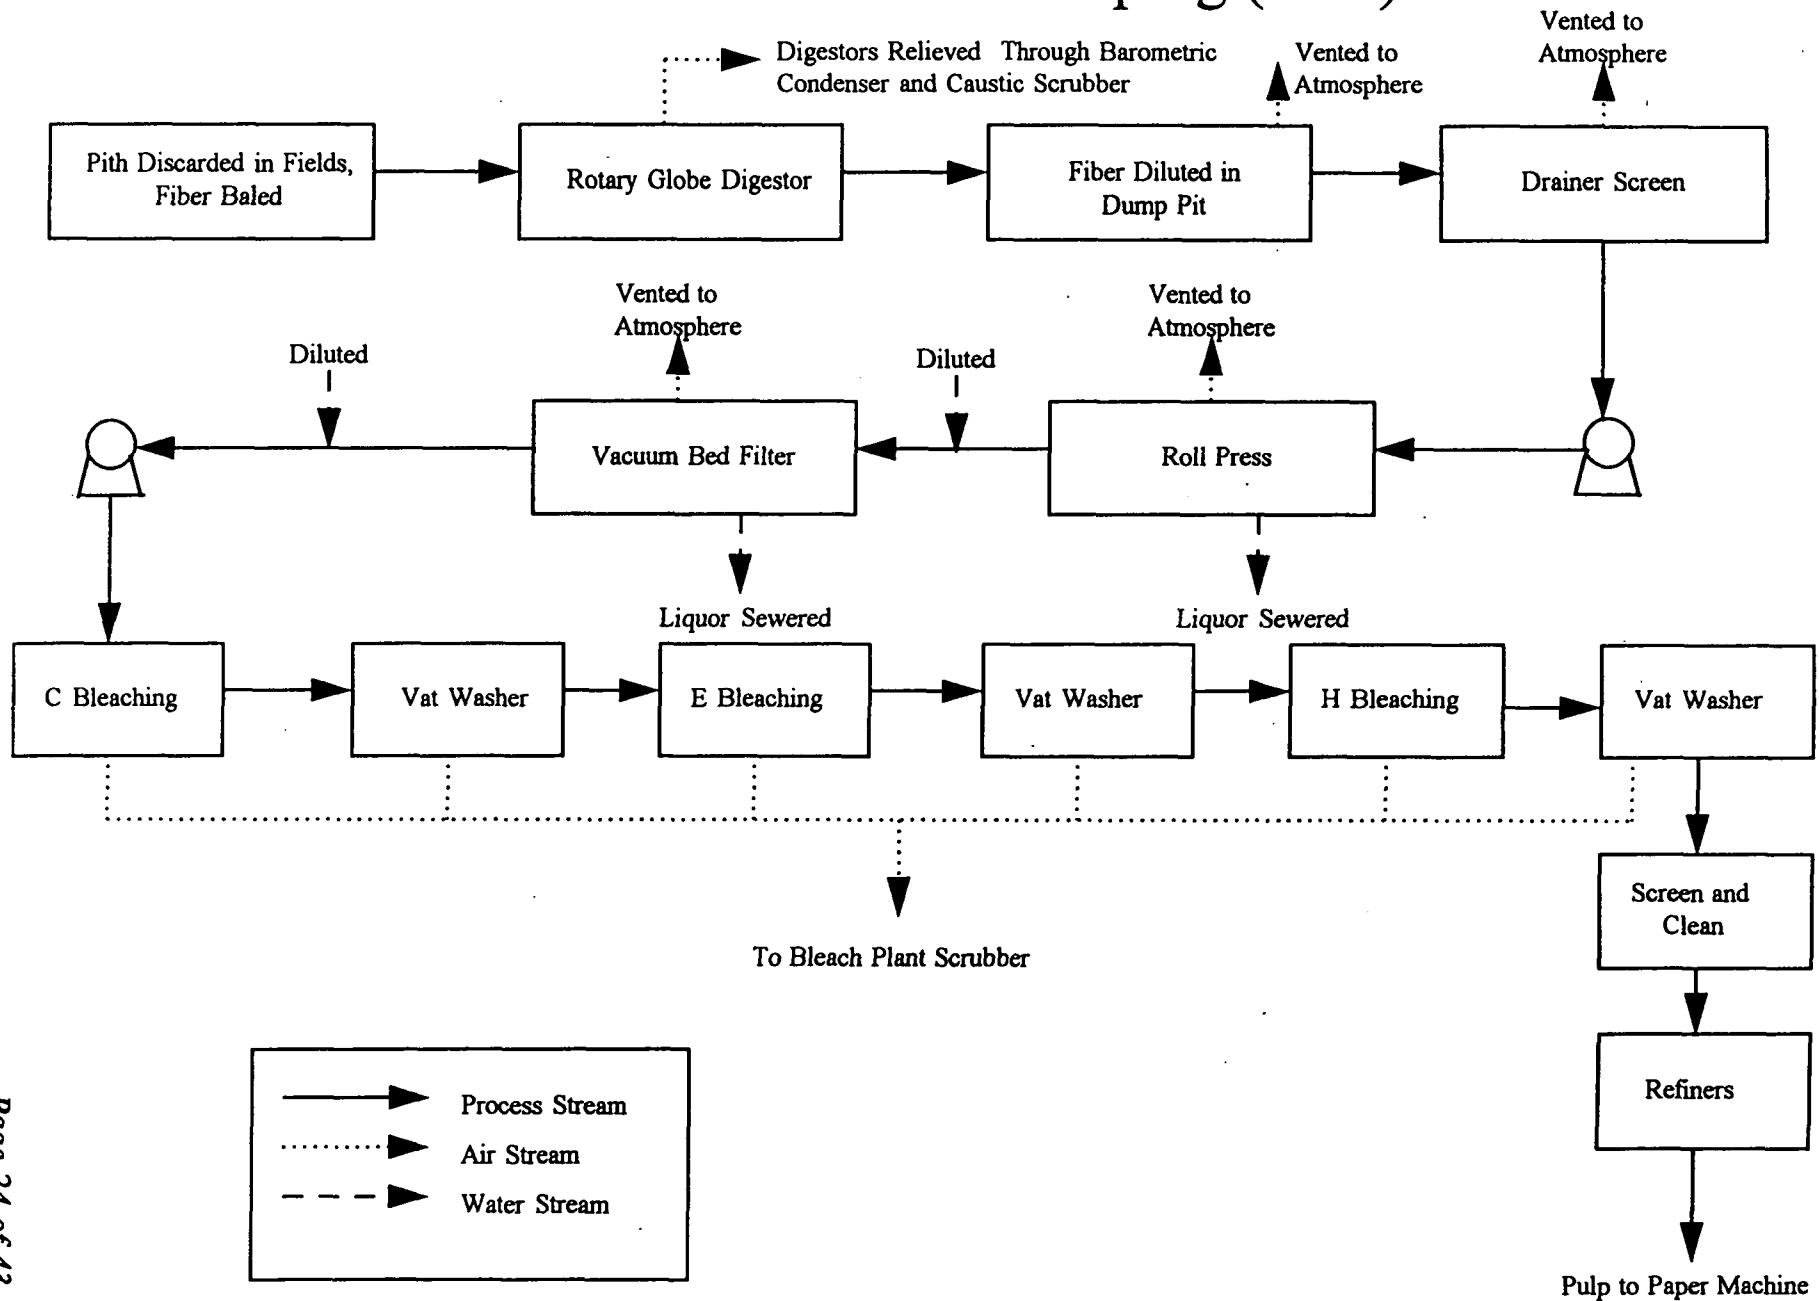 Digestors Relieved Through Barometric
Condenser and Caustic Scrubber
Vented to
Atmosphere
Vented to
Atmosphere
Pith Discarded in Fields,
Fiber Baled
Rotary Globe Digestor
Fiber Diluted in
Dump Pit
Drainer Screen
Vented to
Atmosphere
Vented to
Atmosphere
Diluted
Diluted
Vacuum Bed Filter
Roll Press
Liquor Sewered
Liquor Sewered
C Bleaching
Vat Washer
E Bleaching
Vat Washer
H Bleaching
Vat Washer
Screen and
Clean
To Bleach Plant Scrubber
Refiners
Process Stream
Air Stream
Water Stream
Pulp to Paper Machine